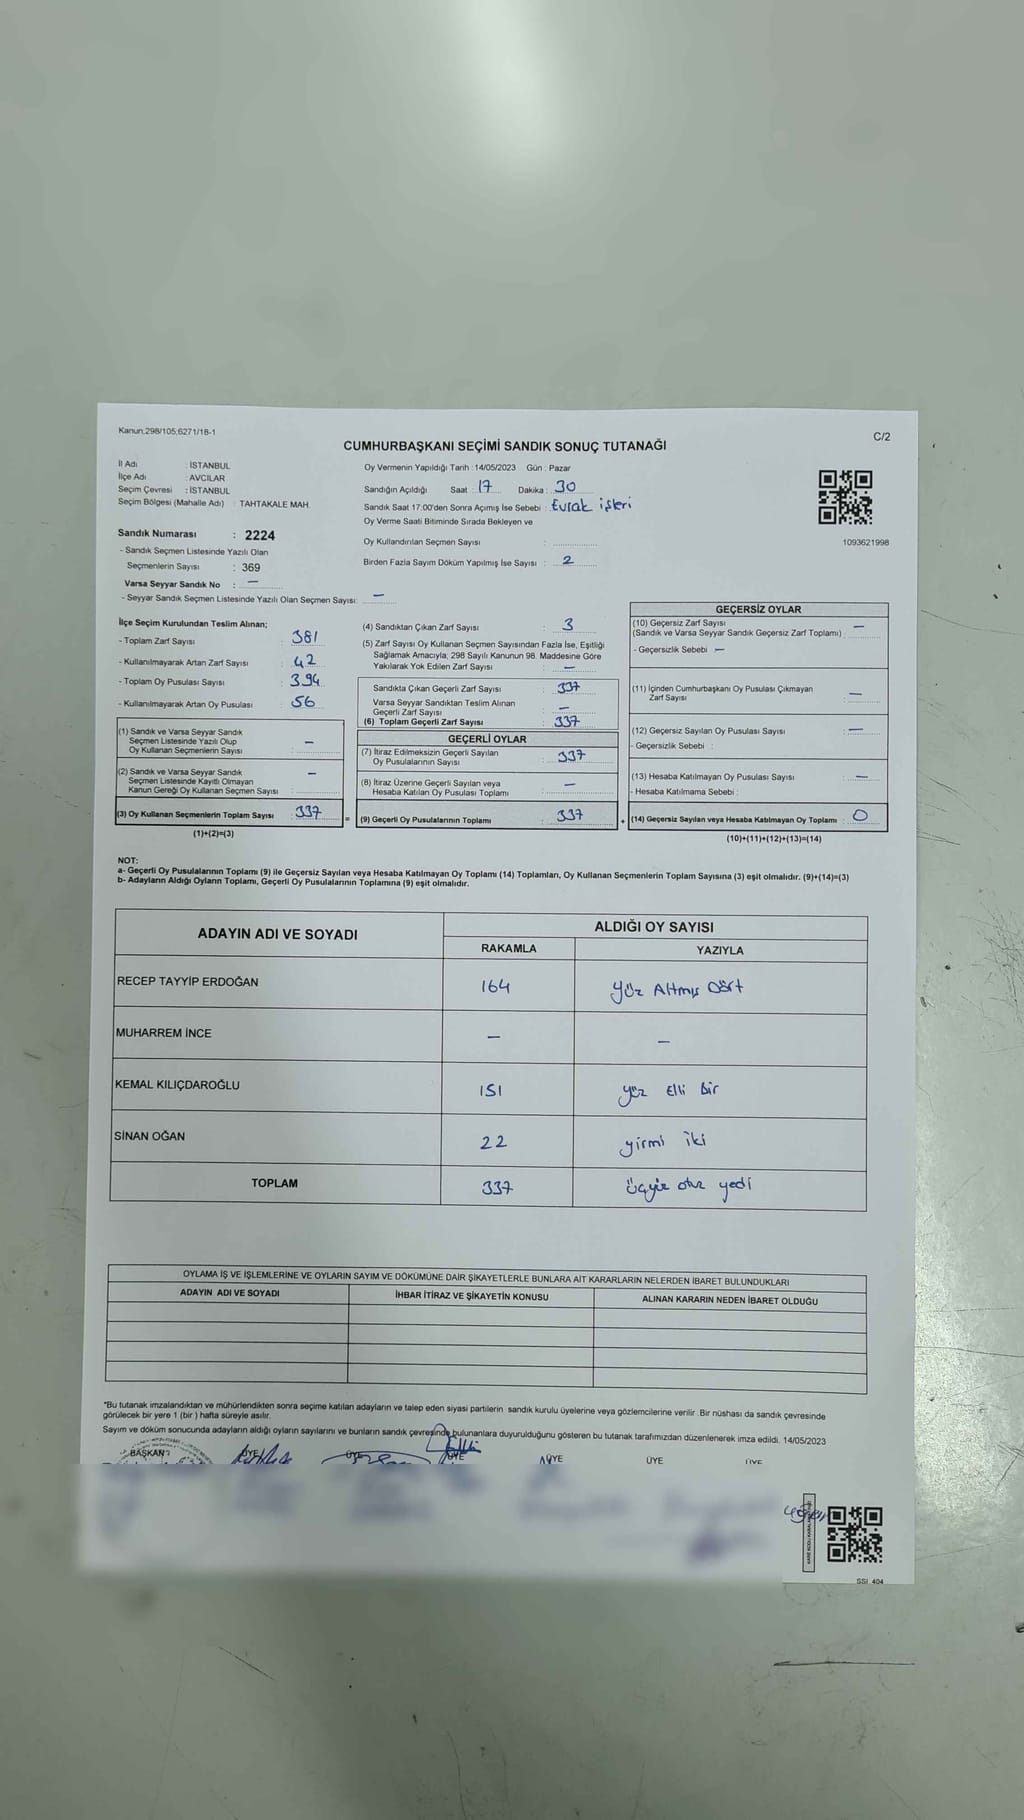 Kanun.298/105,6271/18-1
C/2
CUMHURBAŞKANI SEÇİMİ SANDIK SONUÇ TUTANAĞI
İl Adı : İSTANBUL
İlçe Adı : AVCILAR
Seçim Çevresi : İSTANBUL
Seçim Bölgesi (Mahalle Adı) : TAHTAKALE MAH.
Oy Vermenin Yapıldığı Tarih : 14/05/2023 Gün : Pazar
Sandığın Açıldığı Saat : 17 Dakika : 30
Sandık Saat 17:00'den Sonra Açmış İse Sebebi : Evrak işleri
Oy Verme Saati Bitiminde Sırada Bekleyen ve
Oy Kullandırılan Seçmen Sayısı :
Birden Fazla Sayım Döküm Yapılmış İse Sayısı : 2
1093621998
Sandık Numarası : 2224
- Sandık Seçmen Listesinde Yazılı Olan
Seçmenlerin Sayısı : 369
Varsa Seyyar Sandık No : —
- Seyyar Sandık Seçmen Listesinde Yazılı Olan Seçmen Sayısı: —
İlçe Seçim Kurulundan Teslim Alınan;
- Toplam Zarf Sayısı : 381
- Kullanılmayarak Artan Zarf Sayısı : 42
- Toplam Oy Pusulası Sayısı : 394
- Kullanılmayarak Artan Oy Pusulası : 56
(1) Sandık ve Varsa Seyyar Sandık
Seçmen Listesinde Yazılı Olup
Oy Kullanan Seçmenlerin Sayısı : —
(2) Sandık ve Varsa Seyyar Sandık
Seçmen Listesinde Kayıtlı Olmayan
Kanun Gereği Oy Kullanan Seçmen Sayısı : —
(3) Oy Kullanan Seçmenlerin Toplam Sayısı : 337
(1)+(2)=(3)
=
(4) Sandıktan Çıkan Zarf Sayısı : 3
(5) Zarf Sayısı Oy Kullanan Seçmen Sayısından Fazla İse, Eşitliği
Sağlamak Amacıyla, 298 Sayılı Kanunun 98. Maddesine Göre
Yakılarak Yok Edilen Zarf Sayısı : —
Sandıkta Çıkan Geçerli Zarf Sayısı : 337
Varsa Seyyar Sandıktan Teslim Alınan
Geçerli Zarf Sayısı : —
(6) Toplam Geçerli Zarf Sayısı : 337
GEÇERLİ OYLAR
(7) İtiraz Edilmeksizin Geçerli Sayılan
Oy Pusulalarının Sayısı : 337
(8) İtiraz Üzerine Geçerli Sayılan veya
Hesaba Katılan Oy Pusulası Toplamı : —
(9) Geçerli Oy Pusulalarının Toplamı : 337
+
GEÇERSİZ OYLAR
(10) Geçersiz Zarf Sayısı
(Sandık ve Varsa Seyyar Sandık Geçersiz Zarf Toplamı) : —
- Geçersizlik Sebebi : —
(11) İçinden Cumhurbaşkanı Oy Pusulası Çıkmayan
Zarf Sayısı : —
(12) Geçersiz Sayılan Oy Pusulası Sayısı : —
- Geçersizlik Sebebi :
(13) Hesaba Katılmayan Oy Pusulası Sayısı : —
- Hesaba Katılmama Sebebi :
(14) Geçersiz Sayılan veya Hesaba Katılmayan Oy Toplamı : 0
(10)+(11)+(12)+(13)=(14)
NOT:
a- Geçerli Oy Pusulalarının Toplamı (9) ile Geçersiz Sayılan veya Hesaba Katılmayan Oy Toplamı (14) Toplamları, Oy Kullanan Seçmenlerin Toplam Sayısına (3) eşit olmalıdır. (9)+(14)=(3)
b- Adayların Aldığı Oyların Toplamı, Geçerli Oy Pusulalarının Toplamına (9) eşit olmalıdır.
ADAYIN ADI VE SOYADI ALDIĞI OY SAYISI
RAKAMLA YAZIYLA
RECEP TAYYİP ERDOĞAN 164 Yüz Altmış Dört
MUHARREM İNCE — —
KEMAL KILIÇDAROĞLU 151 yüz Elli bir
SİNAN OĞAN 22 yirmi iki
TOPLAM 337 üçyüz otuz yedi
OYLAMA İŞ VE İŞLEMLERİNE VE OYLARIN SAYIM VE DÖKÜMÜNE DAİR ŞİKAYETLERLE BUNLARA AİT KARARLARIN NELERDEN İBARET BULUNDUKLARI
ADAYIN ADI VE SOYADI İHBAR İTİRAZ VE ŞİKAYETİN KONUSU ALINAN KARARIN NEDEN İBARET OLDUĞU
*Bu tutanak imzalandıktan ve mühürlendikten sonra seçime katılan adayların ve talep eden siyasi partilerin sandık kurulu üyelerine veya gözlemcilerine verilir .Bir nüshası da sandık çevresinde
görülecek bir yere 1 (bir ) hafta süreyle asılır.
Sayım ve döküm sonucunda adayların aldığı oyların sayılarını ve bunların sandık çevresinde bulunanlara duyurulduğunu gösteren bu tutanak tarafımızdan düzenlenerek imza edildi. 14/05/2023
BAŞKAN ÜYE ÜYE ÜYE ÜYE ÜYE ÜYE
SSI_404